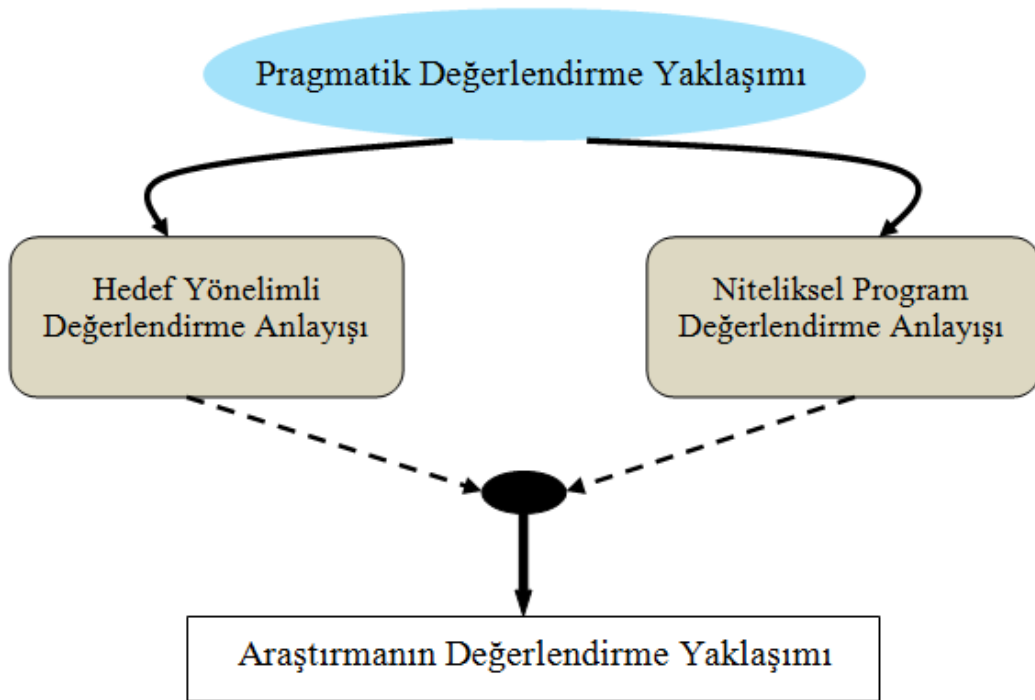 Pragmatik Değerlendirme Yaklaşımı
Hedef Yönelimli
Değerlendirme Anlayışı
Niteliksel Program
Değerlendirme Anlayışı
Araştırmanın Değerlendirme Yaklaşımı